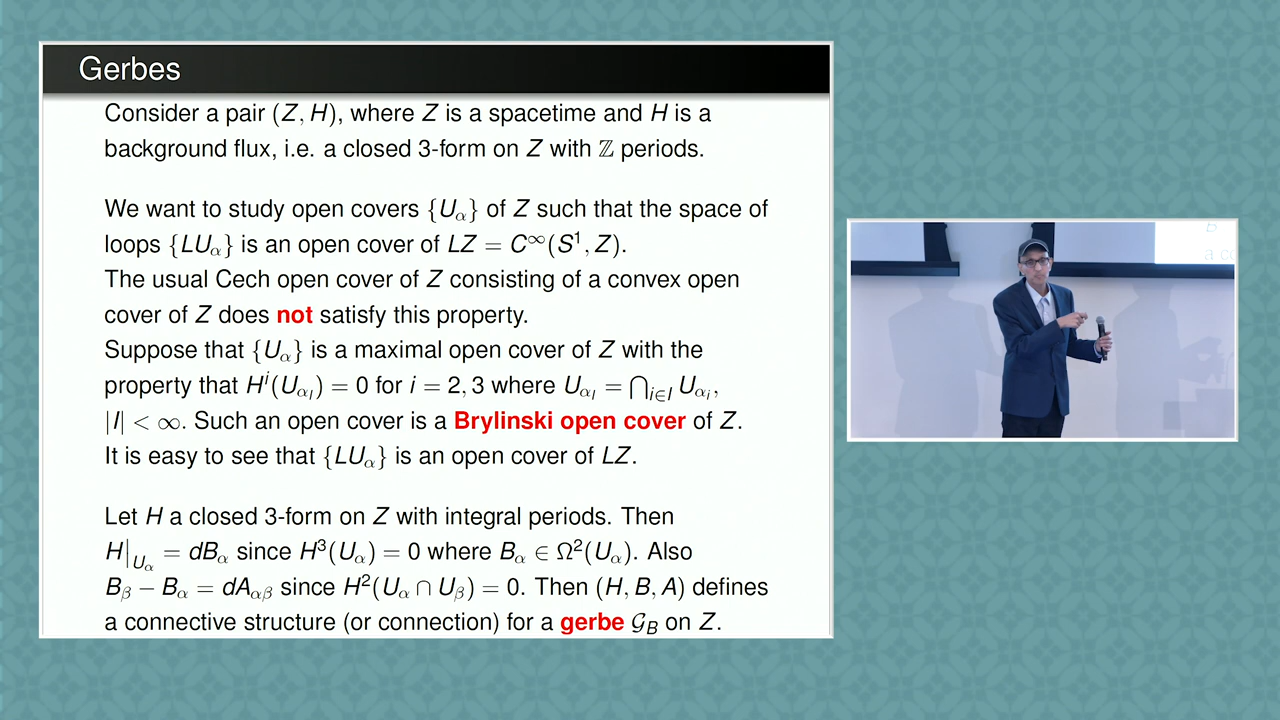 Gerbes
Consider a pair (Z, H), where Z is a spacetime and H is a
background flux, i.e. a closed 3-form on Z with ℤ periods.
We want to study open covers {U_α} of Z such that the space of
loops {LU_α} is an open cover of LZ = C^∞(S^1, Z).
The usual Cech open cover of Z consisting of a convex open
cover of Z does not satisfy this property.
Suppose that {U_α} is a maximal open cover of Z with the
property that H^i(U_{α_I}) = 0 for i = 2, 3 where U_{α_I} = ⋂_{i∈I} U_{α_i},
|I| < ∞. Such an open cover is a Brylinski open cover of Z.
It is easy to see that {LU_α} is an open cover of LZ.
Let H a closed 3-form on Z with integral periods. Then
H|_{U_α} = dB_α since H^3(U_α) = 0 where B_α ∈ Ω^2(U_α). Also
B_β − B_α = dA_{αβ} since H^2(U_α ∩ U_β) = 0. Then (H, B, A) defines
a connective structure (or connection) for a gerbe 𝒢_B on Z.